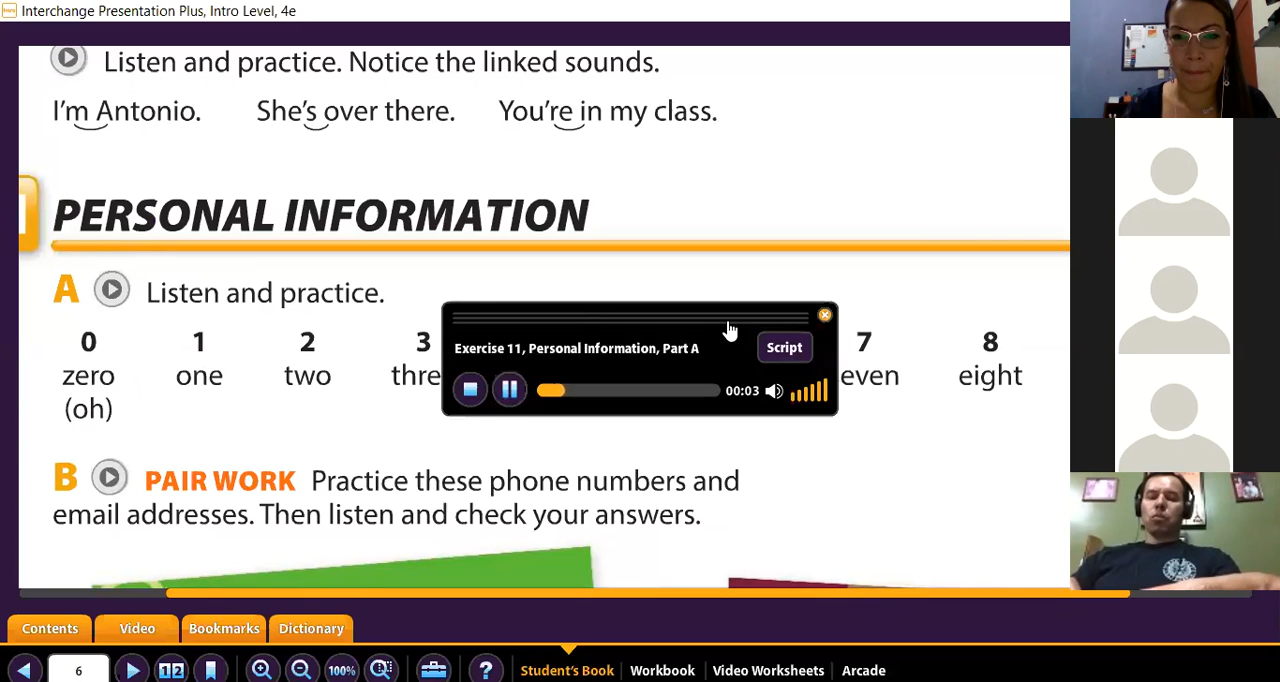 Interchange Presentation Plus, Intro Level, 4e
Listen and practice. Notice the linked sounds.
I'm Antonio. She's over there. You're in my class.
PERSONAL INFORMATION
A Listen and practice.
0 1 2 3 7 8
zero one two thre even eight
(oh)
Exercise 11, Personal Information, Part A
Script
00:03
B PAIR WORK Practice these phone numbers and
email addresses. Then listen and check your answers.
Contents Video Bookmarks Dictionary
6 1 2 100% ? Student's Book Workbook Video Worksheets Arcade